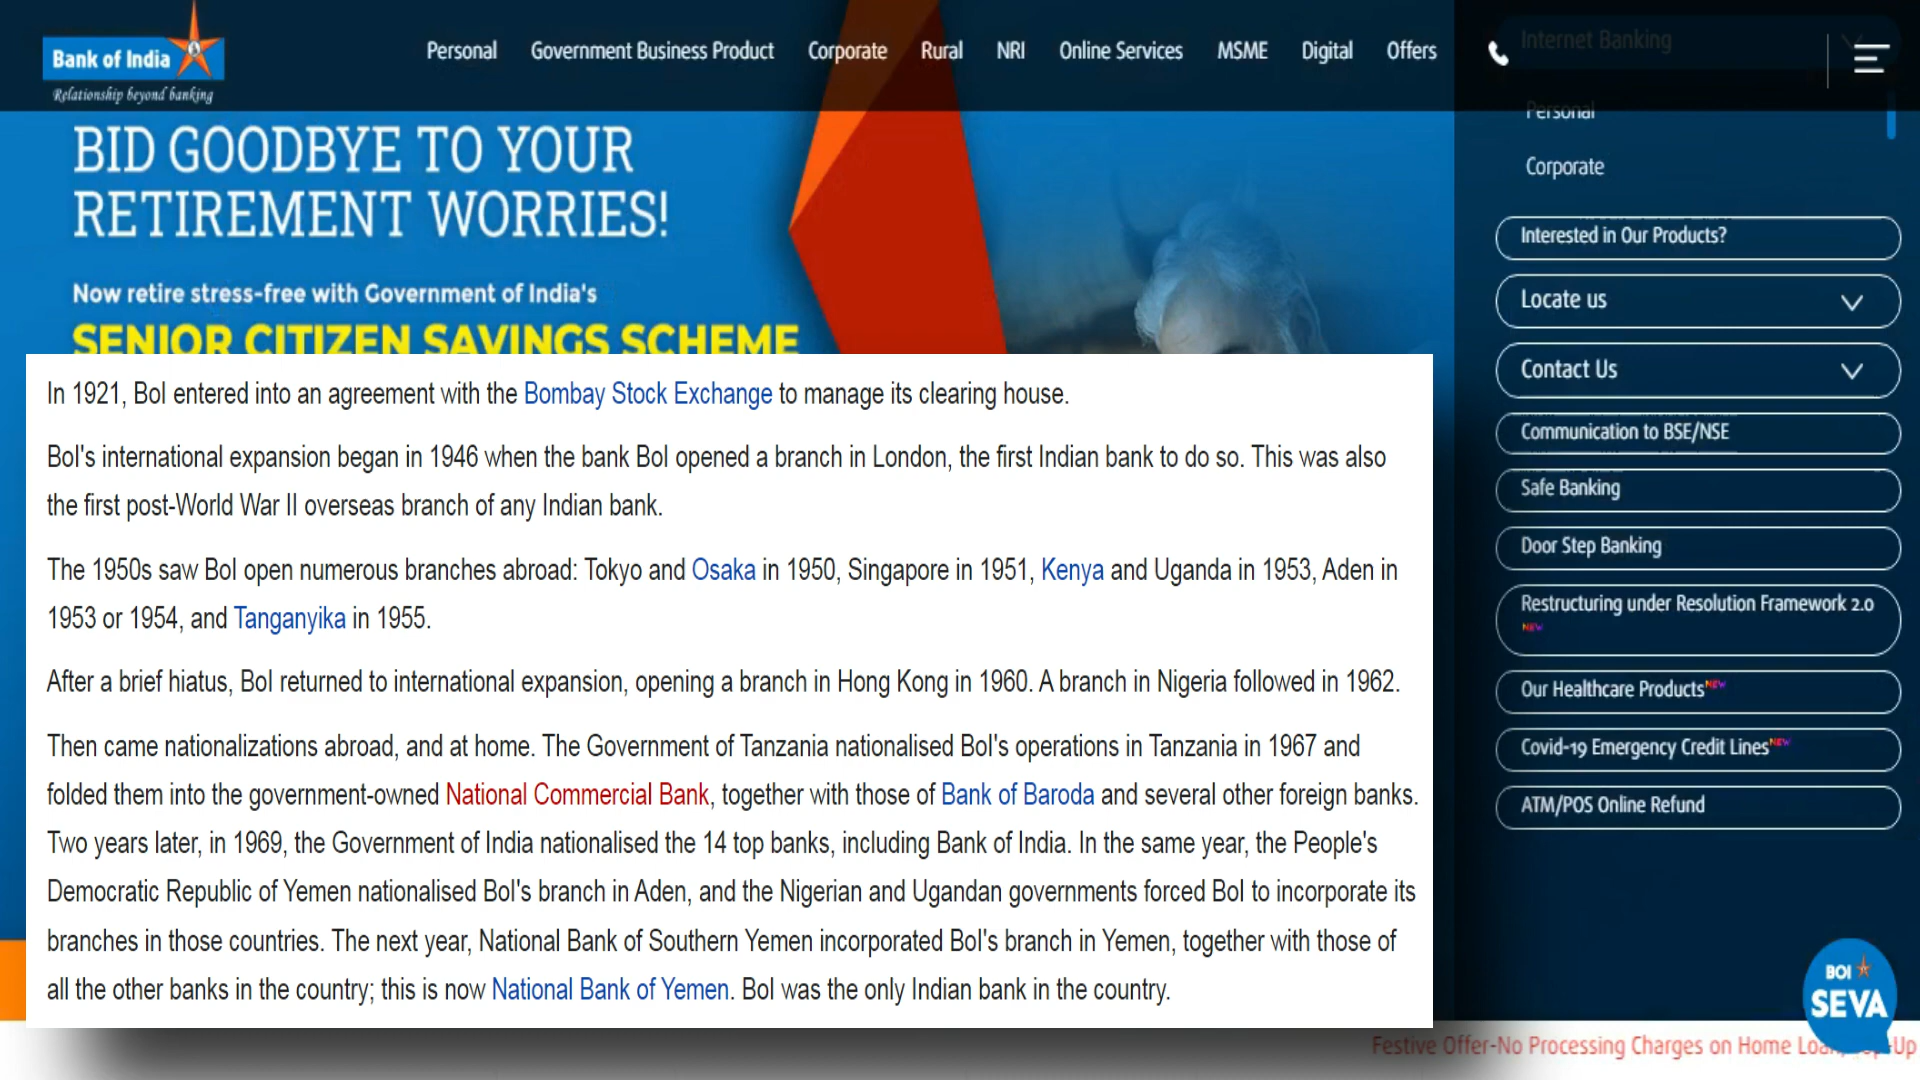 Bank of India
Relationship beyond banking
Personal Government Business Product Corporate Rural NRI Online Services MSME Digital Offers
Internet Banking
Personal
Corporate
Interested in Our Products?
Locate us
Contact Us
Communication to BSE/NSE
Safe Banking
Door Step Banking
Restructuring under Resolution Framework 2.0
NEW
Our Healthcare Products NEW
Covid-19 Emergency Credit Lines NEW
ATM/POS Online Refund
BID GOODBYE TO YOUR
RETIREMENT WORRIES!
Now retire stress-free with Government of India's
SENIOR CITIZEN SAVINGS SCHEME
In 1921, BoI entered into an agreement with the Bombay Stock Exchange to manage its clearing house.
BoI's international expansion began in 1946 when the bank BoI opened a branch in London, the first Indian bank to do so. This was also
the first post-World War II overseas branch of any Indian bank.
The 1950s saw BoI open numerous branches abroad: Tokyo and Osaka in 1950, Singapore in 1951, Kenya and Uganda in 1953, Aden in
1953 or 1954, and Tanganyika in 1955.
After a brief hiatus, BoI returned to international expansion, opening a branch in Hong Kong in 1960. A branch in Nigeria followed in 1962.
Then came nationalizations abroad, and at home. The Government of Tanzania nationalised BoI's operations in Tanzania in 1967 and
folded them into the government-owned National Commercial Bank, together with those of Bank of Baroda and several other foreign banks.
Two years later, in 1969, the Government of India nationalised the 14 top banks, including Bank of India. In the same year, the People's
Democratic Republic of Yemen nationalised BoI's branch in Aden, and the Nigerian and Ugandan governments forced BoI to incorporate its
branches in those countries. The next year, National Bank of Southern Yemen incorporated BoI's branch in Yemen, together with those of
all the other banks in the country; this is now National Bank of Yemen. BoI was the only Indian bank in the country.
BOI
SEVA
Festive Offer-No Processing Charges on Home Loan, Top-Up